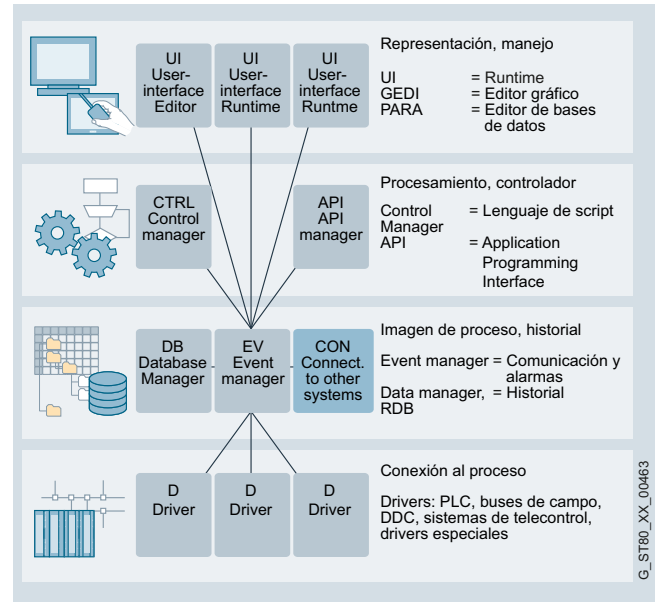 UI
User-
interface
Editor
UI
User-
interface
Runtime
UI
User-
interface
Runtme
Representación, manejo
UI = Runtime
GEDI = Editor gráfico
PARA = Editor de bases
de datos
CTRL
Control
manager
API
API
manager
Procesamiento, controlador
Control = Lenguaje de script
Manager
API = Application
Programming
Interface
DB
Database
Manager
EV
Event
manager
CON
Connect.
to other
systems
Imagen de proceso, historial
Event manager = Comunicación y
alarmas
Data manager, = Historial
RDB
D
Driver
D
Driver
D
Driver
Conexión al proceso
Drivers: PLC, buses de campo,
DDC, sistemas de telecontrol,
drivers especiales
G_ST80_XX_00463